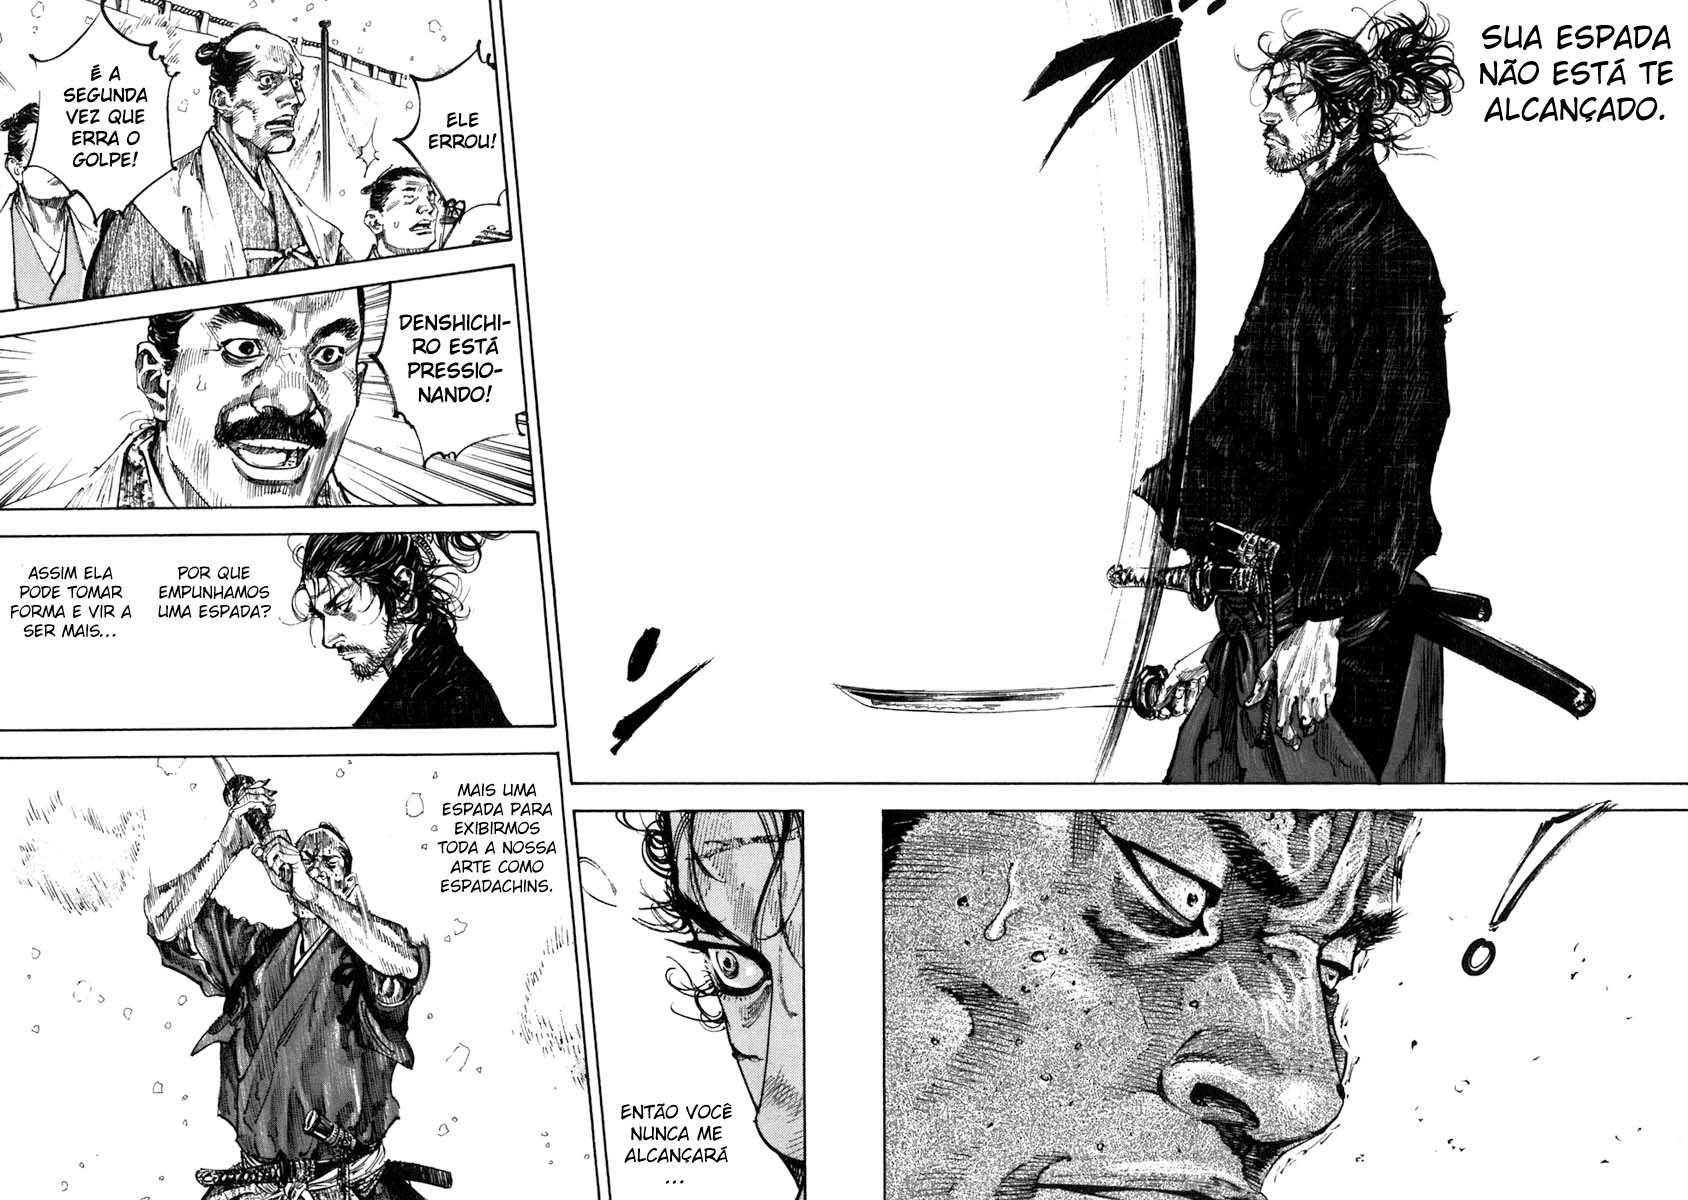 SUA ESPADA
NÃO ESTÁ TE
ALCANÇADO.
ブ
ン
!
ENTÃO VOCÊ
NUNCA ME
ALCANÇARÁ
...
ELE
ERROU!
É A
SEGUNDA
VEZ QUE
ERRA O
GOLPE!
DENSHICHI-
RO ESTÁ
PRESSIO-
NANDO!
POR QUE
EMPUNHAMOS
UMA ESPADA?
ASSIM ELA
PODE TOMAR
FORMA E VIR A
SER MAIS...
MAIS UMA
ESPADA PARA
EXIBIRMOS
TODA A NOSSA
ARTE COMO
ESPADACHINS.